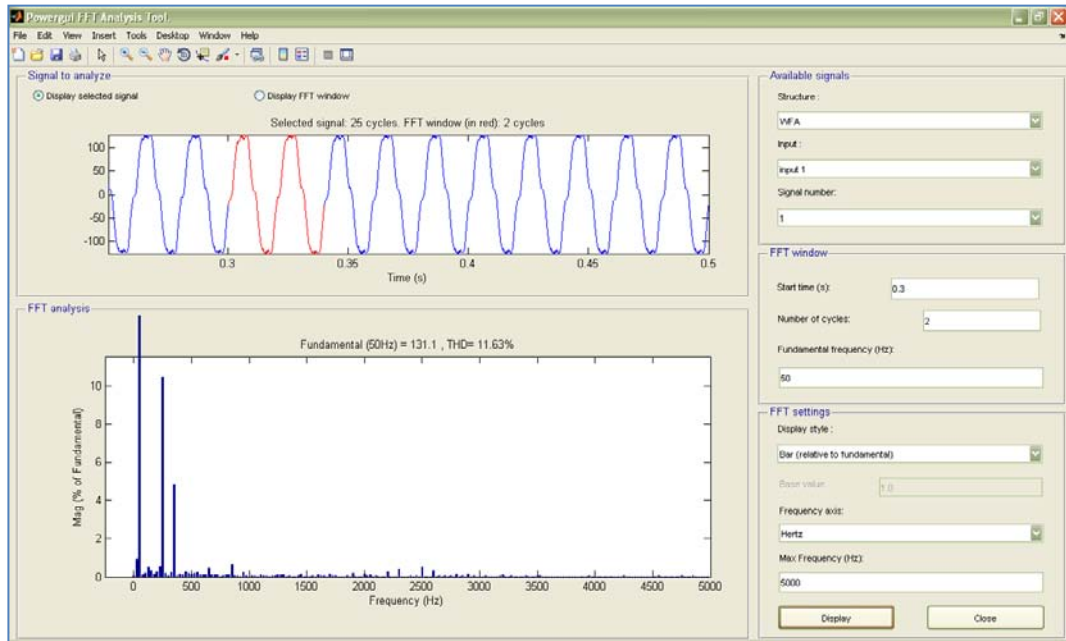 Powergui FFT Analysis Tool.
File Edit View Insert Tools Desktop Window Help
Signal to analyze
Display selected signal
Display FFT window
Selected signal: 25 cycles. FFT window (in red): 2 cycles
100
50
0
-50
-100
0.3 0.35 0.4 0.45 0.5
Time (s)
FFT analysis
Fundamental (50Hz) = 131.1 , THD= 11.63%
10
8
6
4
2
0
Mag (% of Fundamental)
0 500 1000 1500 2000 2500 3000 3500 4000 4500 5000
Frequency (Hz)
Available signals
Structure :
WFA
Input :
input 1
Signal number:
1
FFT window
Start time (s): 0.3
Number of cycles: 2
Fundamental frequency (Hz):
50
FFT settings
Display style :
Bar (relative to fundamental)
Base value: 1.0
Frequency axis:
Hertz
Max Frequency (Hz):
5000
Display Close